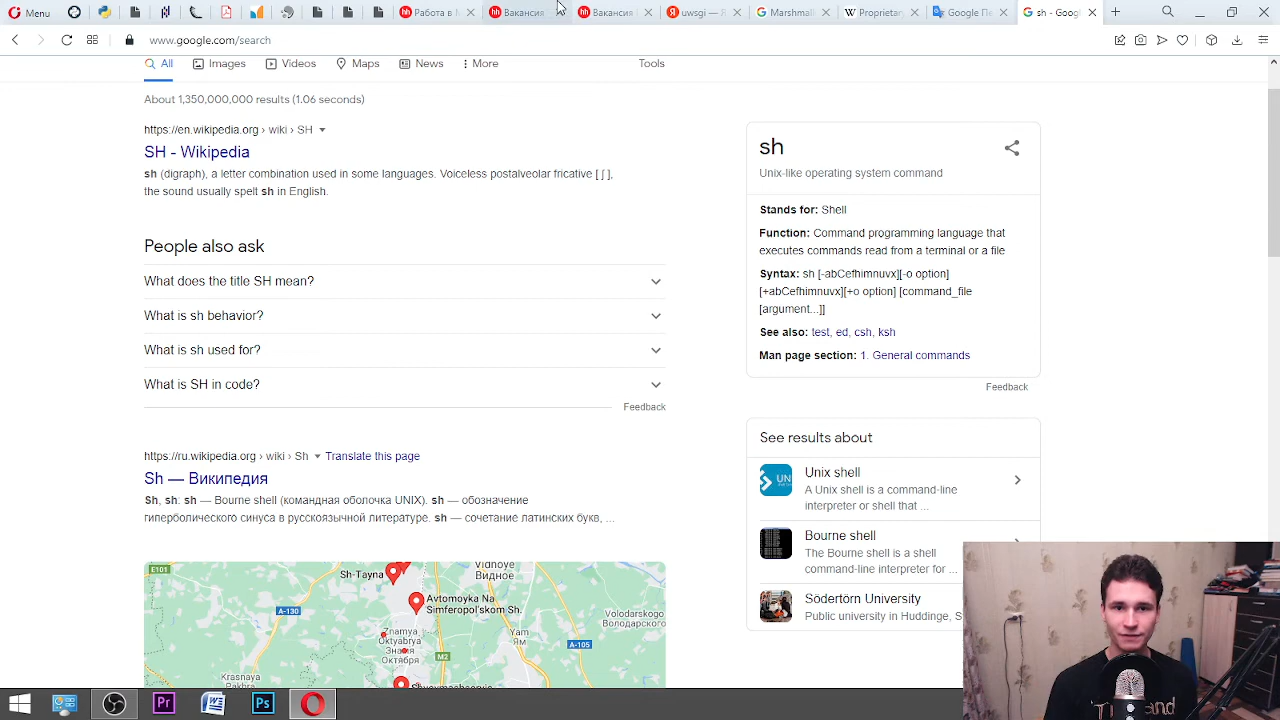 Menu
Работа в N
Вакансия
Вакансия
uwsgi — Я
Marshmal
Proprietar
Google Пе
sh - Googl
www.google.com/search
All
Images
Videos
Maps
News
More
Tools
About 1,350,000,000 results (1.06 seconds)
https://en.wikipedia.org › wiki › SH
SH - Wikipedia
sh (digraph), a letter combination used in some languages. Voiceless postalveolar fricative [ ʃ ],
the sound usually spelt sh in English.
People also ask
What does the title SH mean?
What is sh behavior?
What is sh used for?
What is SH in code?
Feedback
https://ru.wikipedia.org › wiki › Sh Translate this page
Sh — Википедия
Sh, sh: sh — Bourne shell (командная оболочка UNIX). sh — обозначение
гиперболического синуса в русскоязычной литературе. sh — сочетание латинских букв, ...
E101
Sh-Tayna
Vidnoye
Видное
A-130
Avtomoyka Na
Simferopol'skom Sh.
Volodarskogo
Володарского
Znamya
Oktyabrya
Знамя
Октября
Yam
Ям
A-105
M2
Krasnaya
Pakhra
sh
Unix-like operating system command
Stands for: Shell
Function: Command programming language that
executes commands read from a terminal or a file
Syntax: sh [-abCefhimnuvx][-o option]
[+abCefhimnuvx][+o option] [command_file
[argument...]]
See also: test, ed, csh, ksh
Man page section: 1. General commands
Feedback
See results about
UN
Unix shell
A Unix shell is a command-line
interpreter or shell that ...
Bourne shell
The Bourne shell is a shell
command-line interpreter for ...
Södertörn University
Public university in Huddinge, S
Pr
Ps